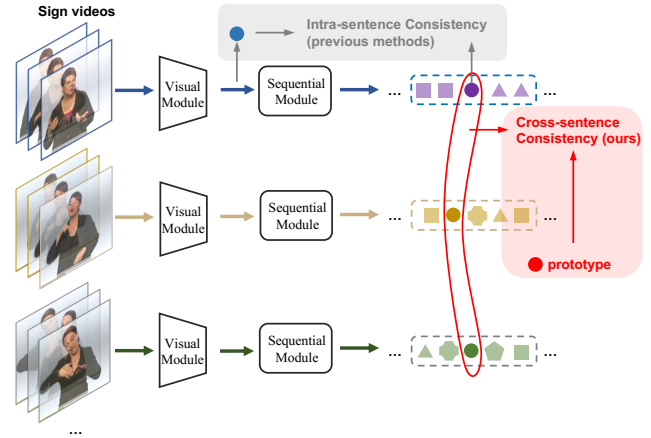 Sign videos
Intra-sentence Consistency
(previous methods)
Visual
Module
Sequential
Module
...
...
Cross-sentence
Consistency (ours)
Visual
Module
Sequential
Module
...
...
prototype
Visual
Module
Sequential
Module
...
...
...